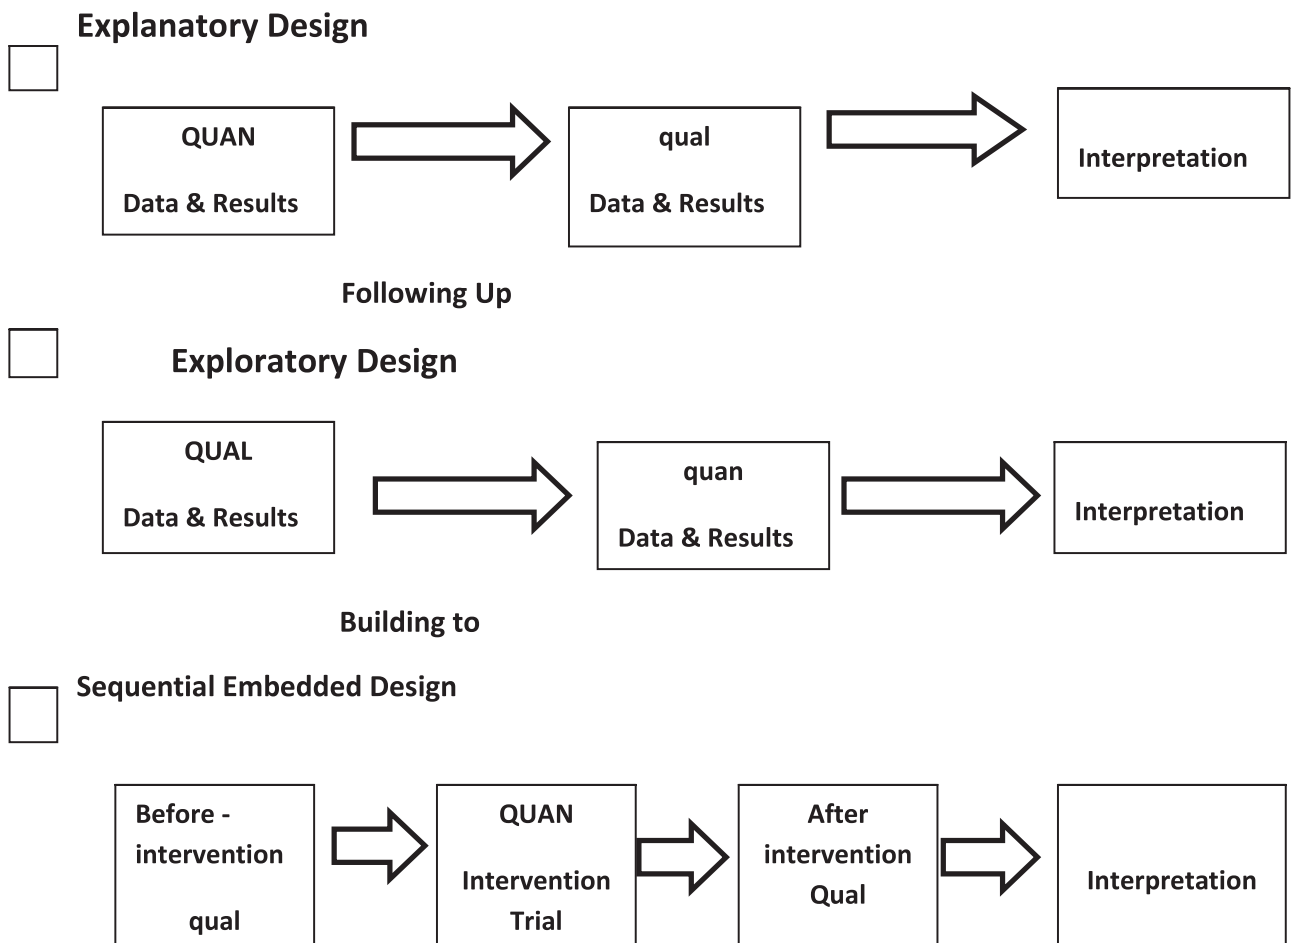 Explanatory Design
QUAN
Data & Results
qual
Data & Results
Interpretation
Following Up
Exploratory Design
QUAL
Data & Results
quan
Data & Results
Interpretation
Building to
Sequential Embedded Design
Before -
intervention
qual
QUAN
Intervention
Trial
After
intervention
Qual
Interpretation